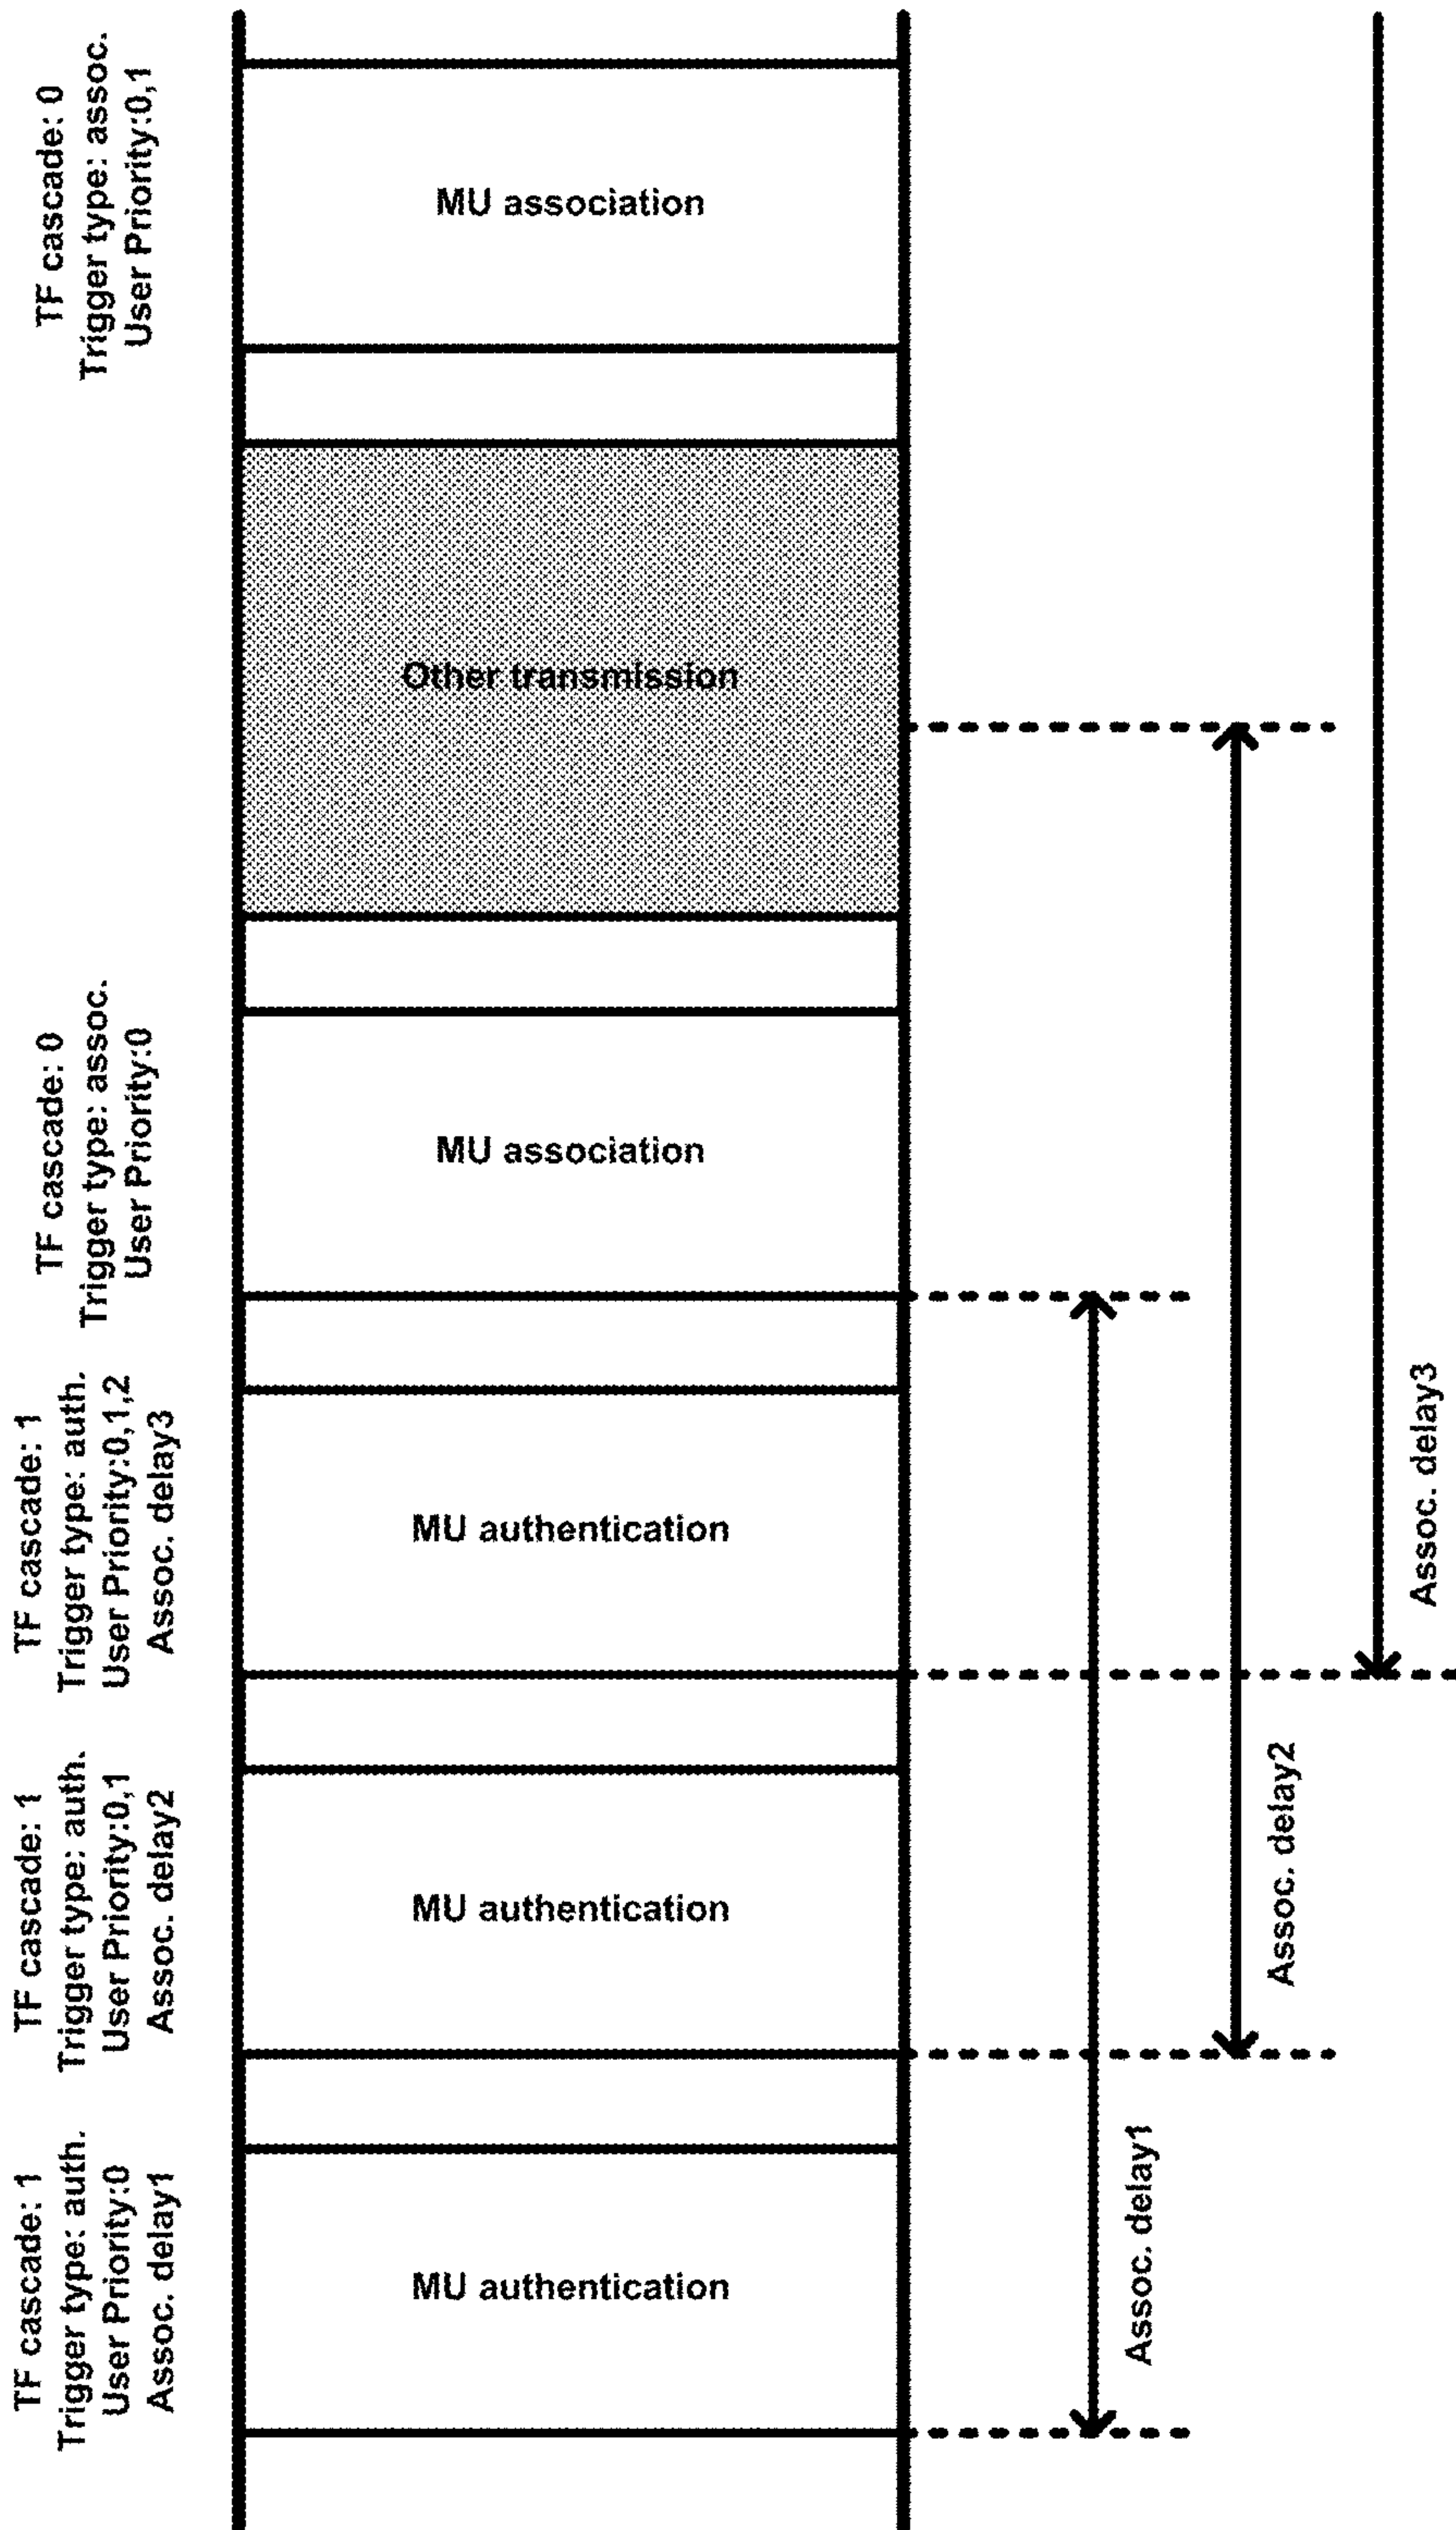 TF cascade: 1
Trigger type: auth.
User Priority:0
Assoc. delay1
TF cascade: 1
Trigger type: auth.
User Priority:0,1
Assoc. delay2
TF cascade: 1
Trigger type: auth.
User Priority:0,1,2
Assoc. delay3
TF cascade: 0
Trigger type: assoc.
User Priority:0
TF cascade: 0
Trigger type: assoc.
User Priority:0,1
MU authentication
MU authentication
MU authentication
MU association
Other transmission
MU association
Assoc. delay1
Assoc. delay2
Assoc. delay3